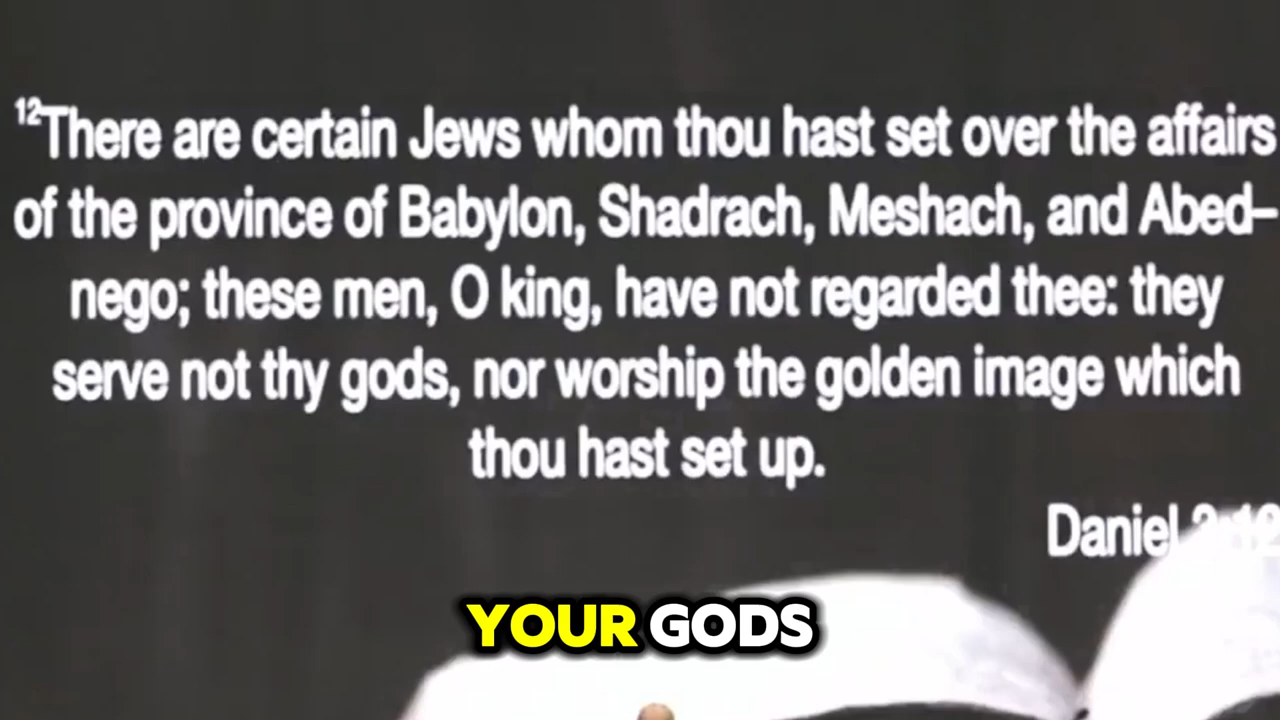 12There are certain Jews whom thou hast set over the affairs
of the province of Babylon, Shadrach, Meshach, and Abed–
nego; these men, O king, have not regarded thee: they
serve not thy gods, nor worship the golden image which
thou hast set up.
Daniel
YOUR GODS